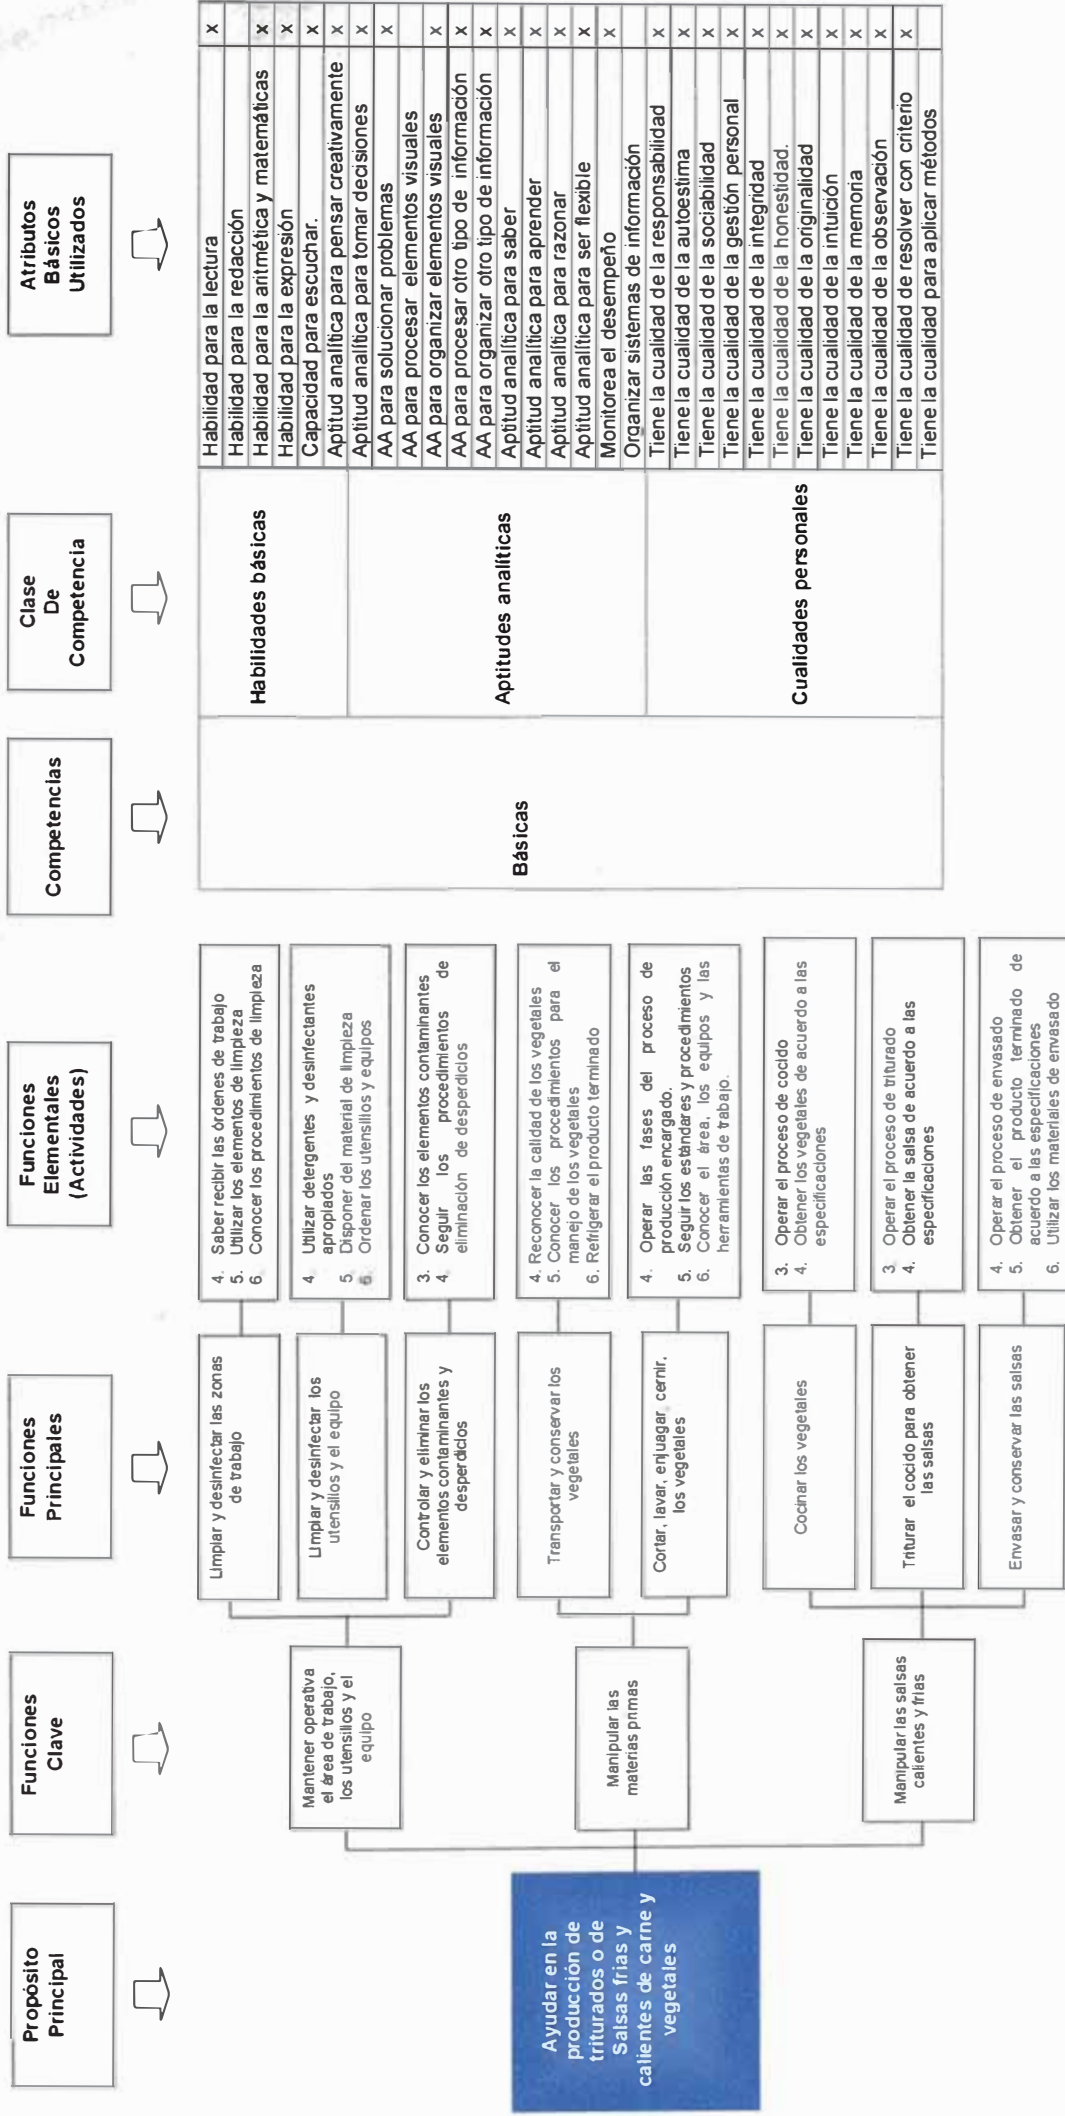 Propósito
Principal
Funciones
Clave
Funciones
Principales
Funciones
Elementales
(Actividades)
Competencias
Clase
De
Competencia
Atributos
Básicos
Utilizados
Ayudar en la
producción de
triturados o de
Salsas frias y
calientes de carne y
vegetales
Mantener operativa
el área de trabajo,
los utensilios y el
equipo
Manipular las
materias primas
Manipular las salsas
calientes y frías
Limpiar y desinfectar las zonas
de trabajo
Limpiar y desinfectar los
utensilios y el equipo
Controlar y eliminar los
elementos contaminantes y
desperdicios
Transportar y conservar los
vegetales
Cortar, lavar, enjuagar, cernir,
los vegetales
Cocinar los vegetales
Triturar el cocido para obtener
las salsas
Envasar y conservar las salsas
4. Saber recibir las órdenes de trabajo
5. Utilizar los elementos de limpieza
6. Conocer los procedimientos de limpieza
4 Utilizar detergentes y desinfectantes
apropiados
5. Disponer del material de limpieza
6. Ordenar los utensilios y equipos
3. Conocer los elementos contaminantes
4. Seguir los procedimientos de
eliminación de desperdicios
4. Reconocer la calidad de los vegetales
5. Conocer los procedimientos para el
manejo de los vegetales
6. Refrigerar el producto terminado
4. Operar las fases del proceso de
producción encargado.
5. Seguir los estándares y procedimientos
6. Conocer el área, los equipos y las
herramientas de trabajo.
3. Operar el proceso de cocido
4. Obtener los vegetales de acuerdo a las
especificaciones
3 Operar el proceso de triturado
4. Obtener la salsa de acuerdo a las
especificaciones
4. Operar el proceso de envasado
5. Obtener el producto terminado de
acuerdo a las especificaciones
6. Utilizar los materiales de envasado
Básicas
Habilidades básicas
Aptitudes analíticas
Cualidades personales
Habilidad para la lectura x
Habilidad para la redacción
Habilidad para la aritmética y matemáticas x
Habilidad para la expresión x
Capacidad para escuchar. x
Aptitud analítica para pensar creativamente x
Aptitud analítica para tomar decisiones x
AA para solucionar problemas x
AA para procesar elementos visuales
AA para organizar elementos visuales x
AA para procesar otro tipo de información x
AA para organizar otro tipo de información x
Aptitud analítica para saber x
Aptitud analítica para aprender x
Aptitud analítica para razonar x
Aptitud analítica para ser flexible x
Monitorea el desempeño x
Organizar sistemas de información
Tiene la cualidad de la responsabilidad x
Tiene la cualidad de la autoestima x
Tiene la cualidad de la sociabilidad x
Tiene la cualidad de la gestión personal x
Tiene la cualidad de la integridad x
Tiene la cualidad de la honestidad. x
Tiene la cualidad de la originalidad x
Tiene la cualidad de la intuición x
Tiene la cualidad de la memoria x
Tiene la cualidad de la observación x
Tiene la cualidad de resolver con criterio x
Tiene la cualidad para aplicar métodos